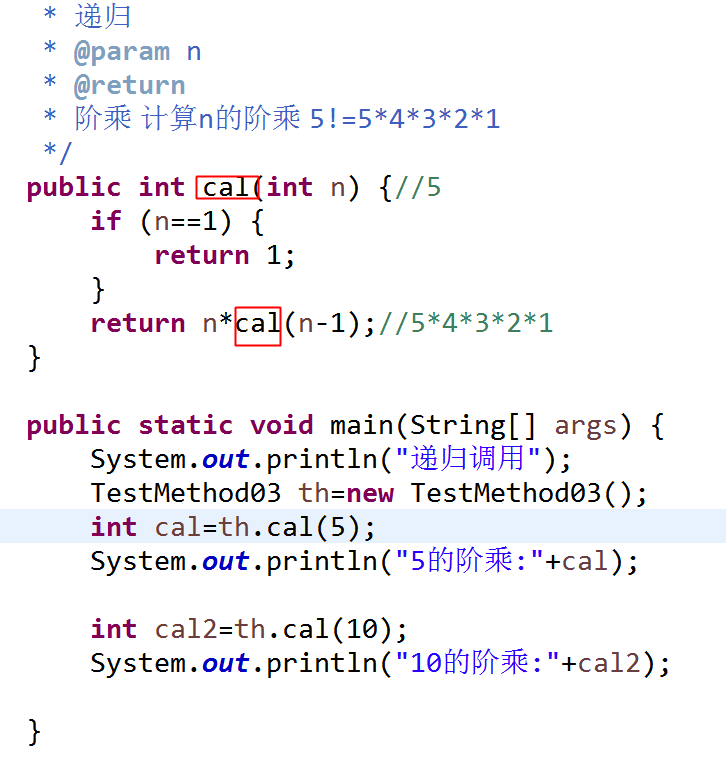 * 递归
* @param n
* @return
* 阶乘 计算n的阶乘 5!=5*4*3*2*1
*/
public int cal(int n) {//5
if (n==1) {
return 1;
}
return n*cal(n-1);//5*4*3*2*1
}
public static void main(String[] args) {
System.out.println("递归调用");
TestMethod03 th=new TestMethod03();
int cal=th.cal(5);
System.out.println("5的阶乘:"+cal);
int cal2=th.cal(10);
System.out.println("10的阶乘:"+cal2);
}